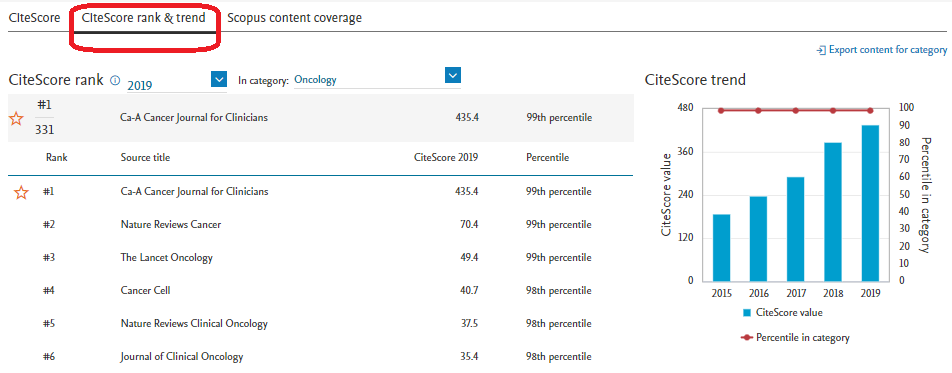 CiteScore CiteScore rank & trend Scopus content coverage
Export content for category
CiteScore rank 2019 In category: Oncology
#1
331
Ca-A Cancer Journal for Clinicians 435.4 99th percentile
Rank Source title CiteScore 2019 Percentile
#1 Ca-A Cancer Journal for Clinicians 435.4 99th percentile
#2 Nature Reviews Cancer 70.4 99th percentile
#3 The Lancet Oncology 49.4 99th percentile
#4 Cancer Cell 40.7 98th percentile
#5 Nature Reviews Clinical Oncology 37.5 98th percentile
#6 Journal of Clinical Oncology 35.4 98th percentile
CiteScore trend
CiteScore value
480
360
240
120
0
100
90
80
70
60
50
40
30
20
10
0
Percentile in category
2015 2016 2017 2018 2019
CiteScore value
Percentile in category